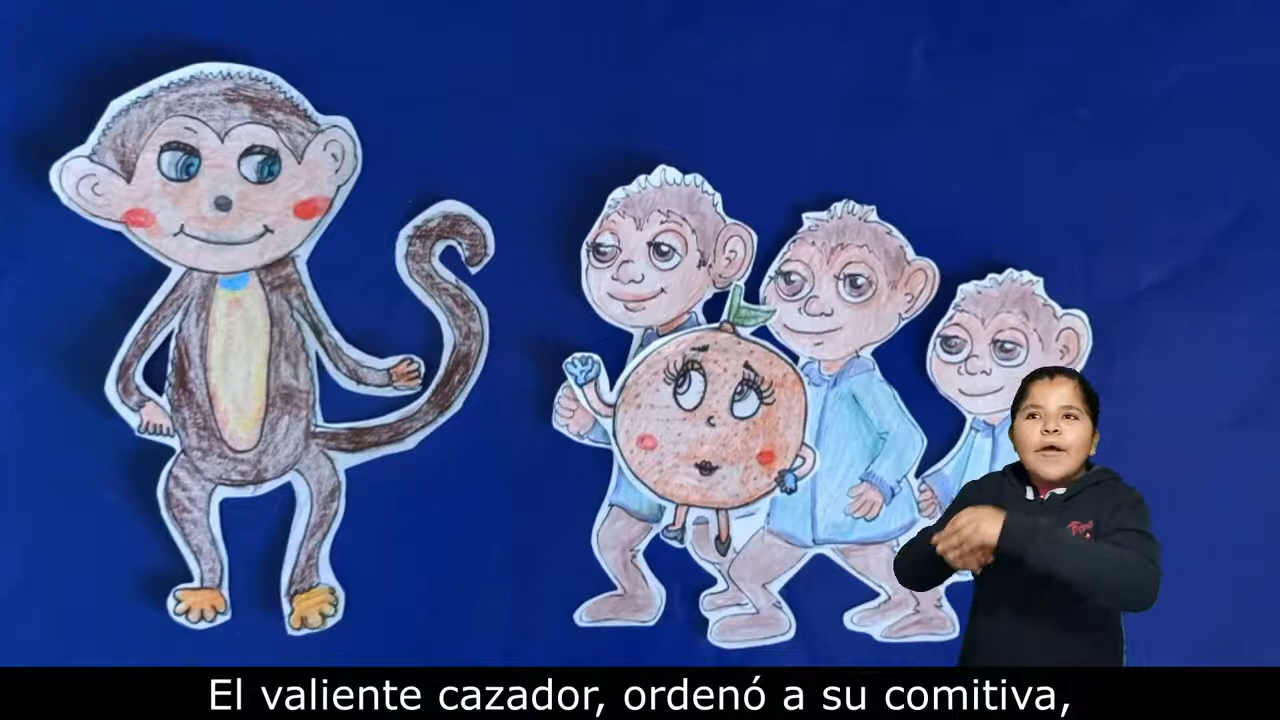 El valiente cazador, ordenó a su comitiva,